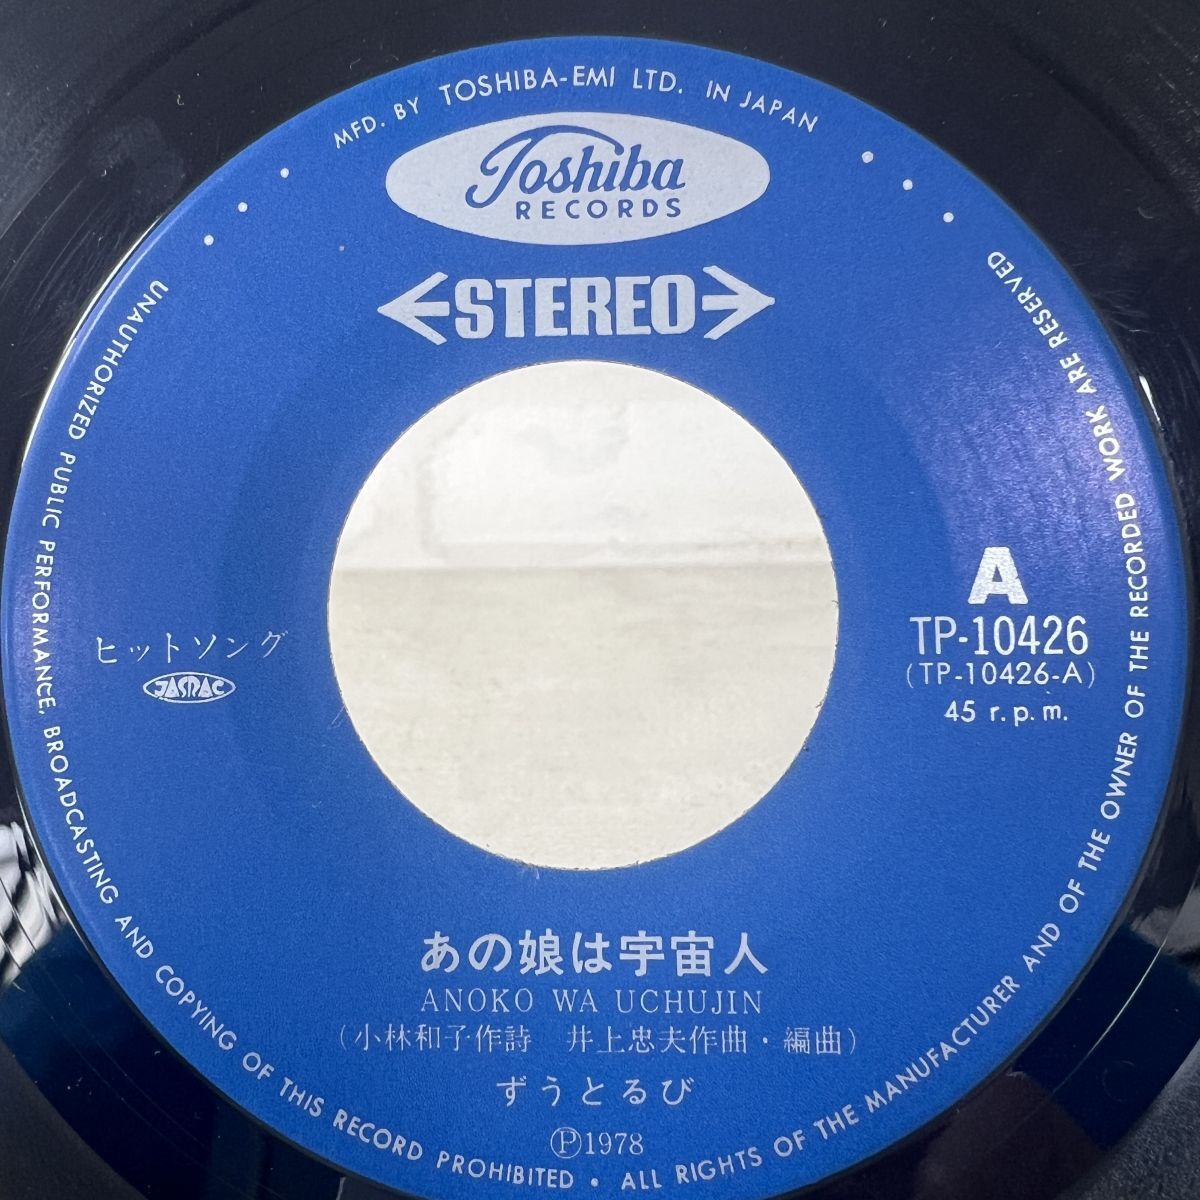 MFD. BY TOSHIBA-EMI LTD. IN JAPAN
Toshiba
RECORDS
STEREO
A
TP-10426
(TP-10426-A)
45 r.p.m.
ヒットソング
JASRAC
あの娘は宇宙人
ANOKO WA UCHUJIN
(小林和子作詩 井上忠夫作曲・編曲)
ずうとるび
Ⓟ1978
UNAUTHORIZED PUBLIC PERFORMANCE, BROADCASTING AND COPYING OF THIS RECORD PROHIBITED • ALL RIGHTS OF THE MANUFACTURER AND OF THE OWNER OF THE RECORDED WORK ARE RESERVED